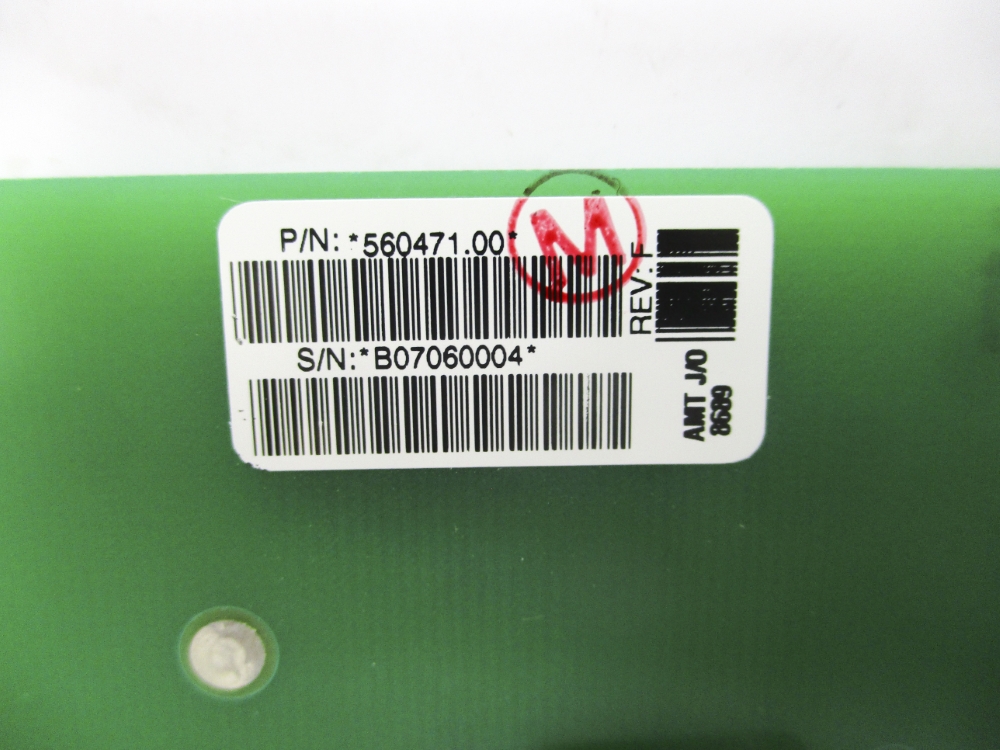 P/N: *560471.00*
M
REV: F
S/N: *B07060004*
AMT J/O
8689